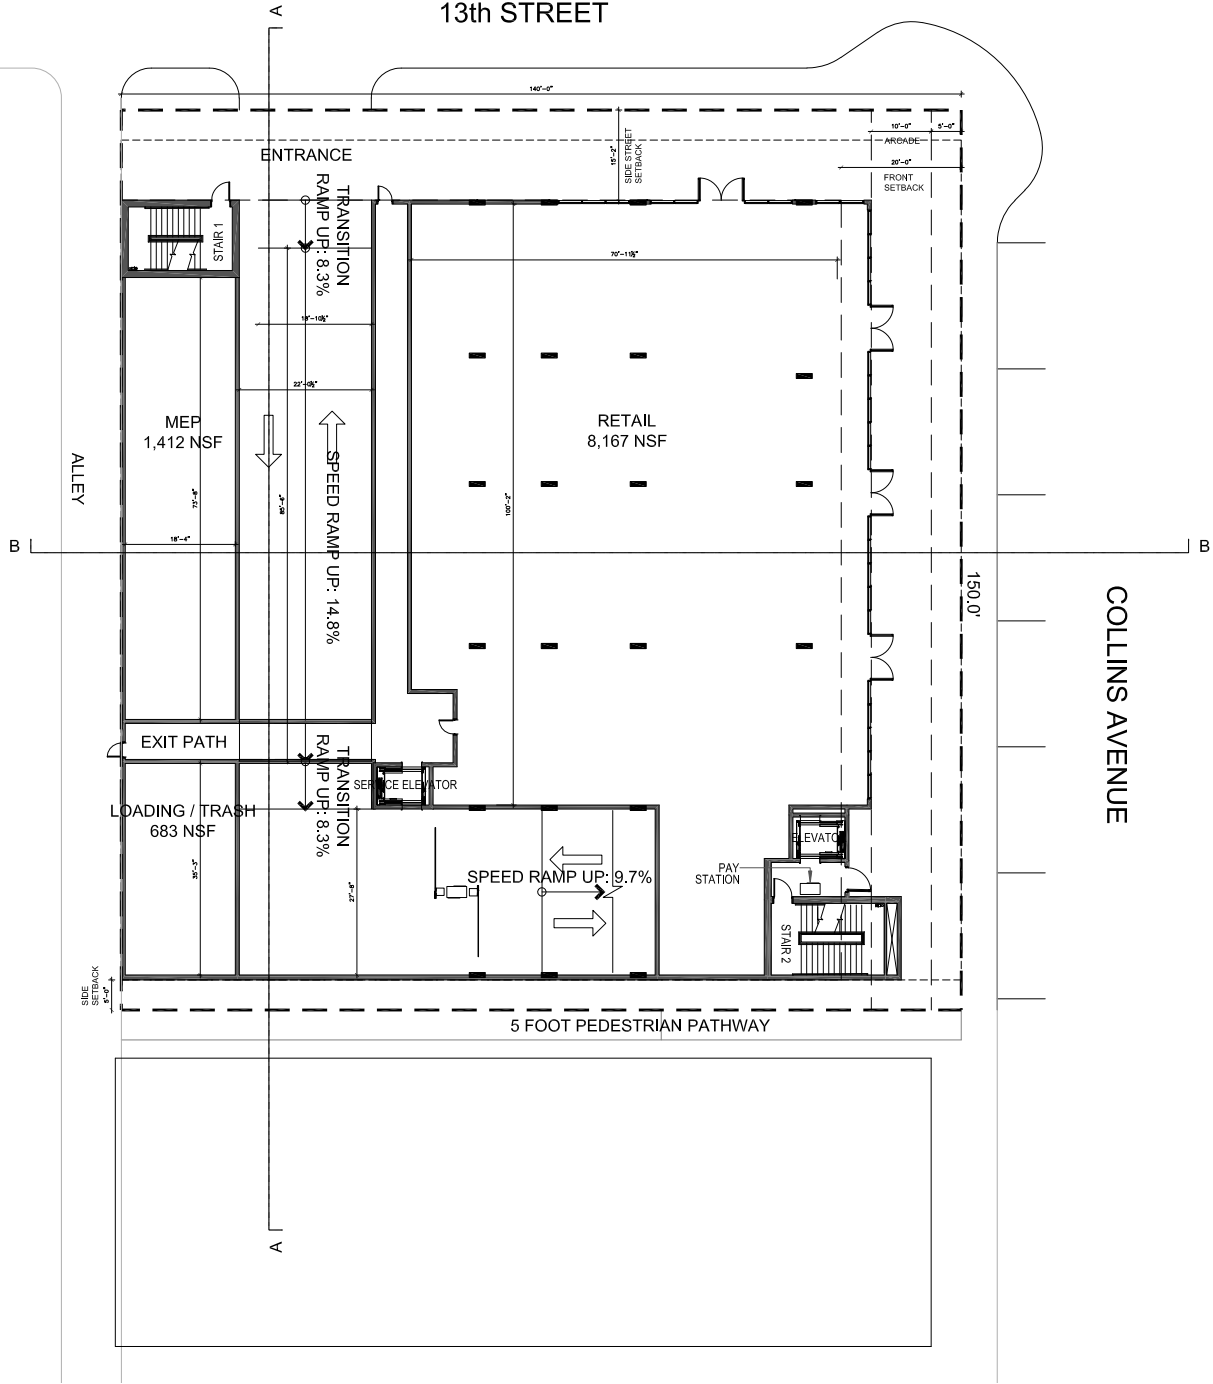 13th STREET
A
140'-0"
10'-0"
5'-0"
ARCADE
20'-0"
FRONT
SETBACK
15'-2"
SIDE STREET
SETBACK
ENTRANCE
TRANSITION
RAMP UP: 8.3%
STAIR 1
70'-11½"
18'-10½"
22'-0½"
MEP
1,412 NSF
RETAIL
8,167 NSF
ALLEY
73'-8"
SPEED RAMP UP: 14.8%
100'-2"
18'-4"
B
B
150.0'
COLLINS AVENUE
EXIT PATH
TRANSITION
RAMP UP: 8.3%
SERVICE ELEVATOR
LOADING / TRASH
683 NSF
35'-3"
27'-8"
SPEED RAMP UP: 9.7%
ELEVATO
PAY
STATION
STAIR 2
SIDE
SETBACK
5'-0"
5 FOOT PEDESTRIAN PATHWAY
A